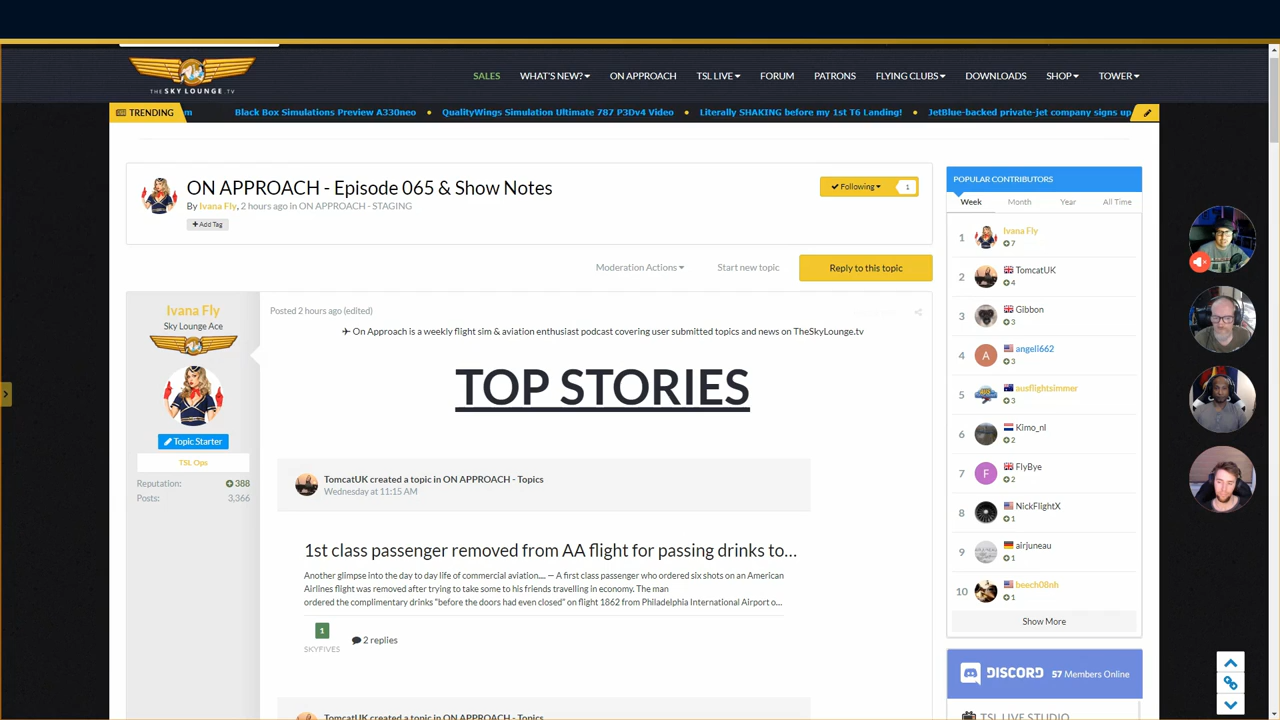 THE SKY LOUNGE.TV
SALES WHAT'S NEW? ON APPROACH TSL LIVE FORUM PATRONS FLYING CLUBS DOWNLOADS SHOP TOWER
TRENDING m Black Box Simulations Preview A330neo • QualityWings Simulation Ultimate 787 P3Dv4 Video • Literally SHAKING before my 1st T6 Landing! • JetBlue-backed private-jet company signs up
ON APPROACH - Episode 065 & Show Notes
By Ivana Fly, 2 hours ago in ON APPROACH - STAGING
+ Add Tag
Following 1
Moderation Actions Start new topic Reply to this topic
Ivana Fly
Sky Lounge Ace
Topic Starter
TSL Ops
Reputation: 388
Posts: 3,366
Posted 2 hours ago (edited)
✈ On Approach is a weekly flight sim & aviation enthusiast podcast covering user submitted topics and news on TheSkyLounge.tv
TOP STORIES
TomcatUK created a topic in ON APPROACH - Topics
Wednesday at 11:15 AM
1st class passenger removed from AA flight for passing drinks to...
Another glimpse into the day to day life of commercial aviation.... — A first class passenger who ordered six shots on an American
Airlines flight was removed after trying to take some to his friends travelling in economy. The man
ordered the complimentary drinks "before the doors had even closed" on flight 1862 from Philadelphia International Airport o...
1
SKYFIVES
2 replies
TomcatUK created a topic in ON APPROACH - Topics
POPULAR CONTRIBUTORS
Week Month Year All Time
1 Ivana Fly
7
2 TomcatUK
4
3 Gibbon
3
4 A angeli662
3
5 ausflightsimmer
3
6 Kimo_nl
2
7 F FlyBye
2
8 NickFlightX
1
9 airjuneau
1
10 beech08nh
1
Show More
DISCORD 57 Members Online
TSL LIVE STUDIO